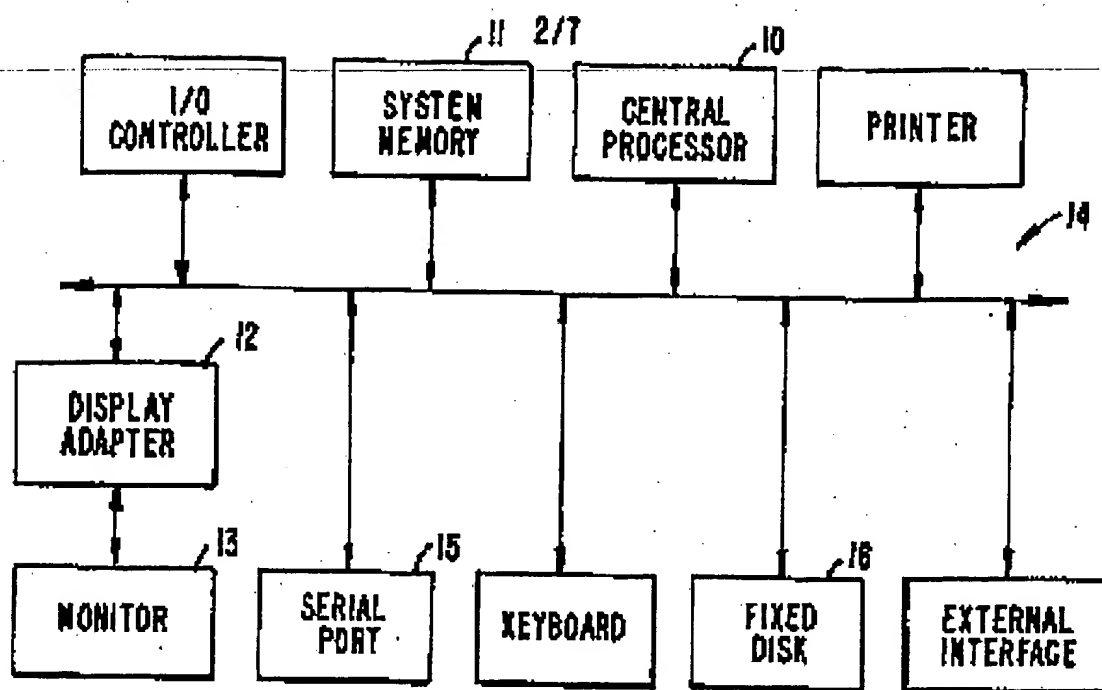 11 2/7
10
I/O
CONTROLLER
SYSTEM
MEMORY
CENTRAL
PROCESSOR
PRINTER
14
12
DISPLAY
ADAPTER
13
MONITOR
15
SERIAL
PORT
KEYBOARD
16
FIXED
DISK
EXTERNAL
INTERFACE